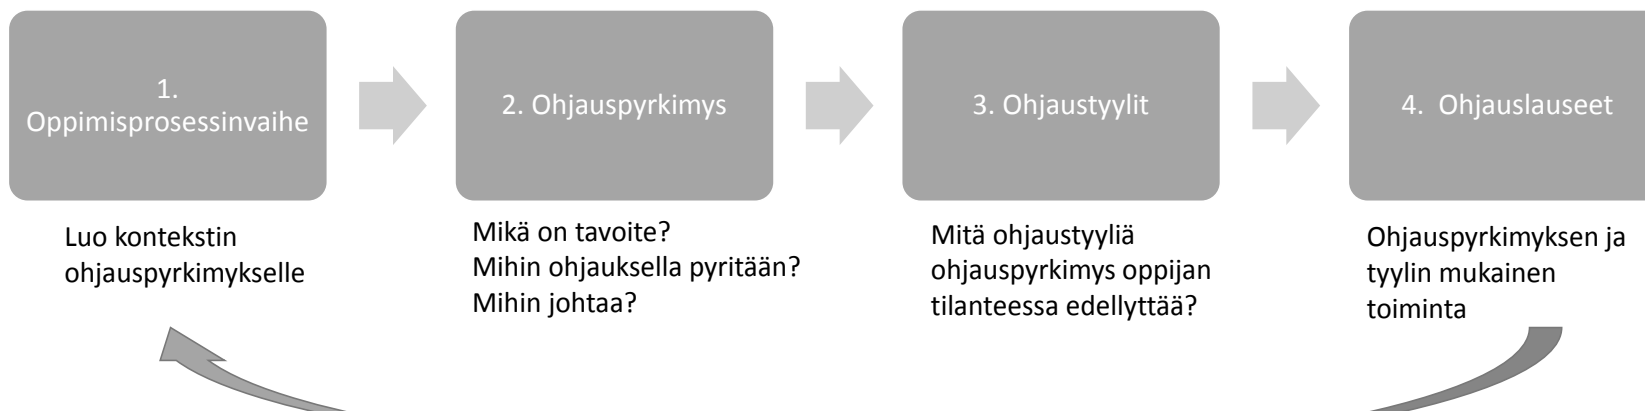 1.
Oppimisprosessinvaihe
2. Ohjauspyrkimys
3. Ohjaustyylit
4. Ohjauslauseet
Luo kontekstin
ohjauspyrkimykselle
Mikä on tavoite?
Mihin ohjauksella pyritään?
Mihin johtaa?
Mitä ohjaustyyliä
ohjauspyrkimys oppijan
tilanteessa edellyttää?
Ohjauspyrkimyksen ja
tyylin mukainen
toiminta